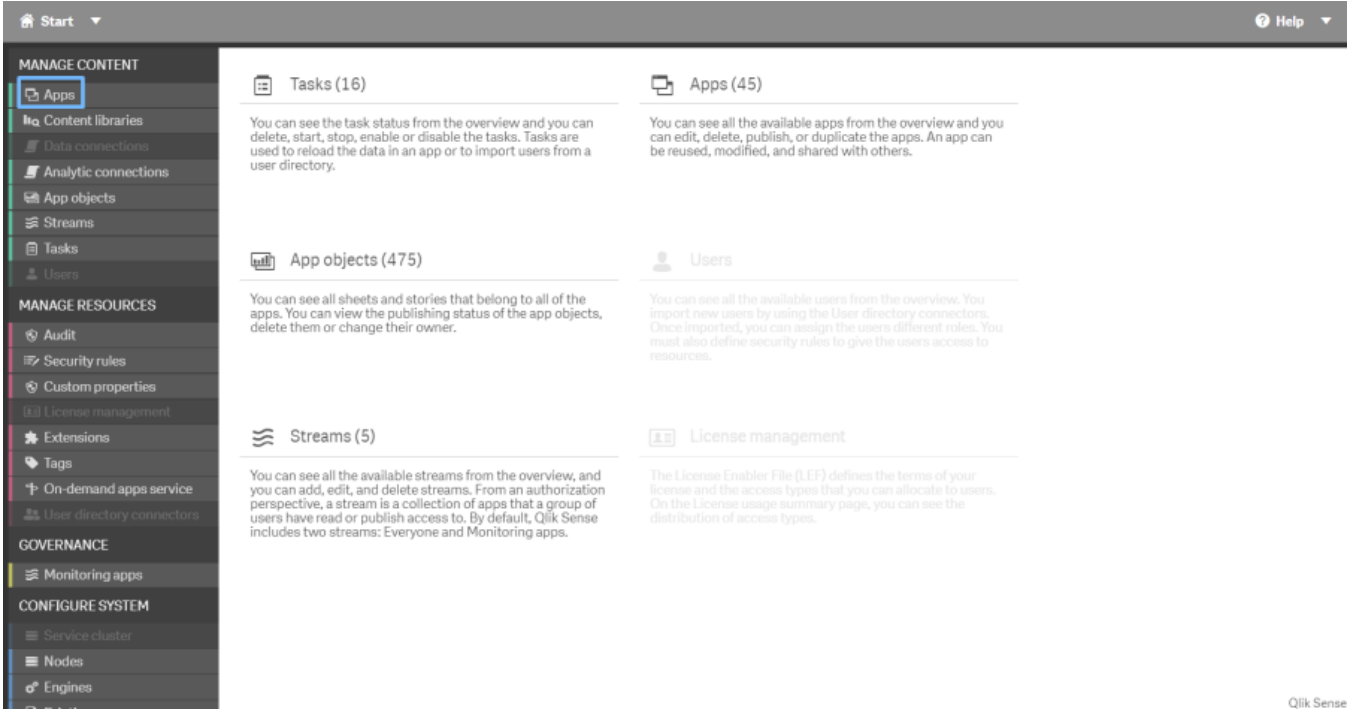 Start
Help
MANAGE CONTENT
Apps
Content libraries
Data connections
Analytic connections
App objects
Streams
Tasks
Users
MANAGE RESOURCES
Audit
Security rules
Custom properties
License management
Extensions
Tags
On-demand apps service
User directory connectors
GOVERNANCE
Monitoring apps
CONFIGURE SYSTEM
Service cluster
Nodes
Engines
Tasks (16)
You can see the task status from the overview and you can
delete, start, stop, enable or disable the tasks. Tasks are
used to reload the data in an app or to import users from a
user directory.
Apps (45)
You can see all the available apps from the overview and you
can edit, delete, publish, or duplicate the apps. An app can
be reused, modified, and shared with others.
App objects (475)
You can see all sheets and stories that belong to all of the
apps. You can view the publishing status of the app objects,
delete them or change their owner.
Users
You can see all the available users from the overview. You
import new users by using the User directory connectors.
Once imported, you can assign the users different roles. You
must also define security rules to give the users access to
resources.
Streams (5)
You can see all the available streams from the overview, and
you can add, edit, and delete streams. From an authorization
perspective, a stream is a collection of apps that a group of
users have read or publish access to. By default, Qlik Sense
includes two streams: Everyone and Monitoring apps.
License management
The License Enabler File (LEF) defines the terms of your
license and the access types that you can allocate to users.
On the License usage summary page, you can see the
distribution of access types.
Qlik Sense